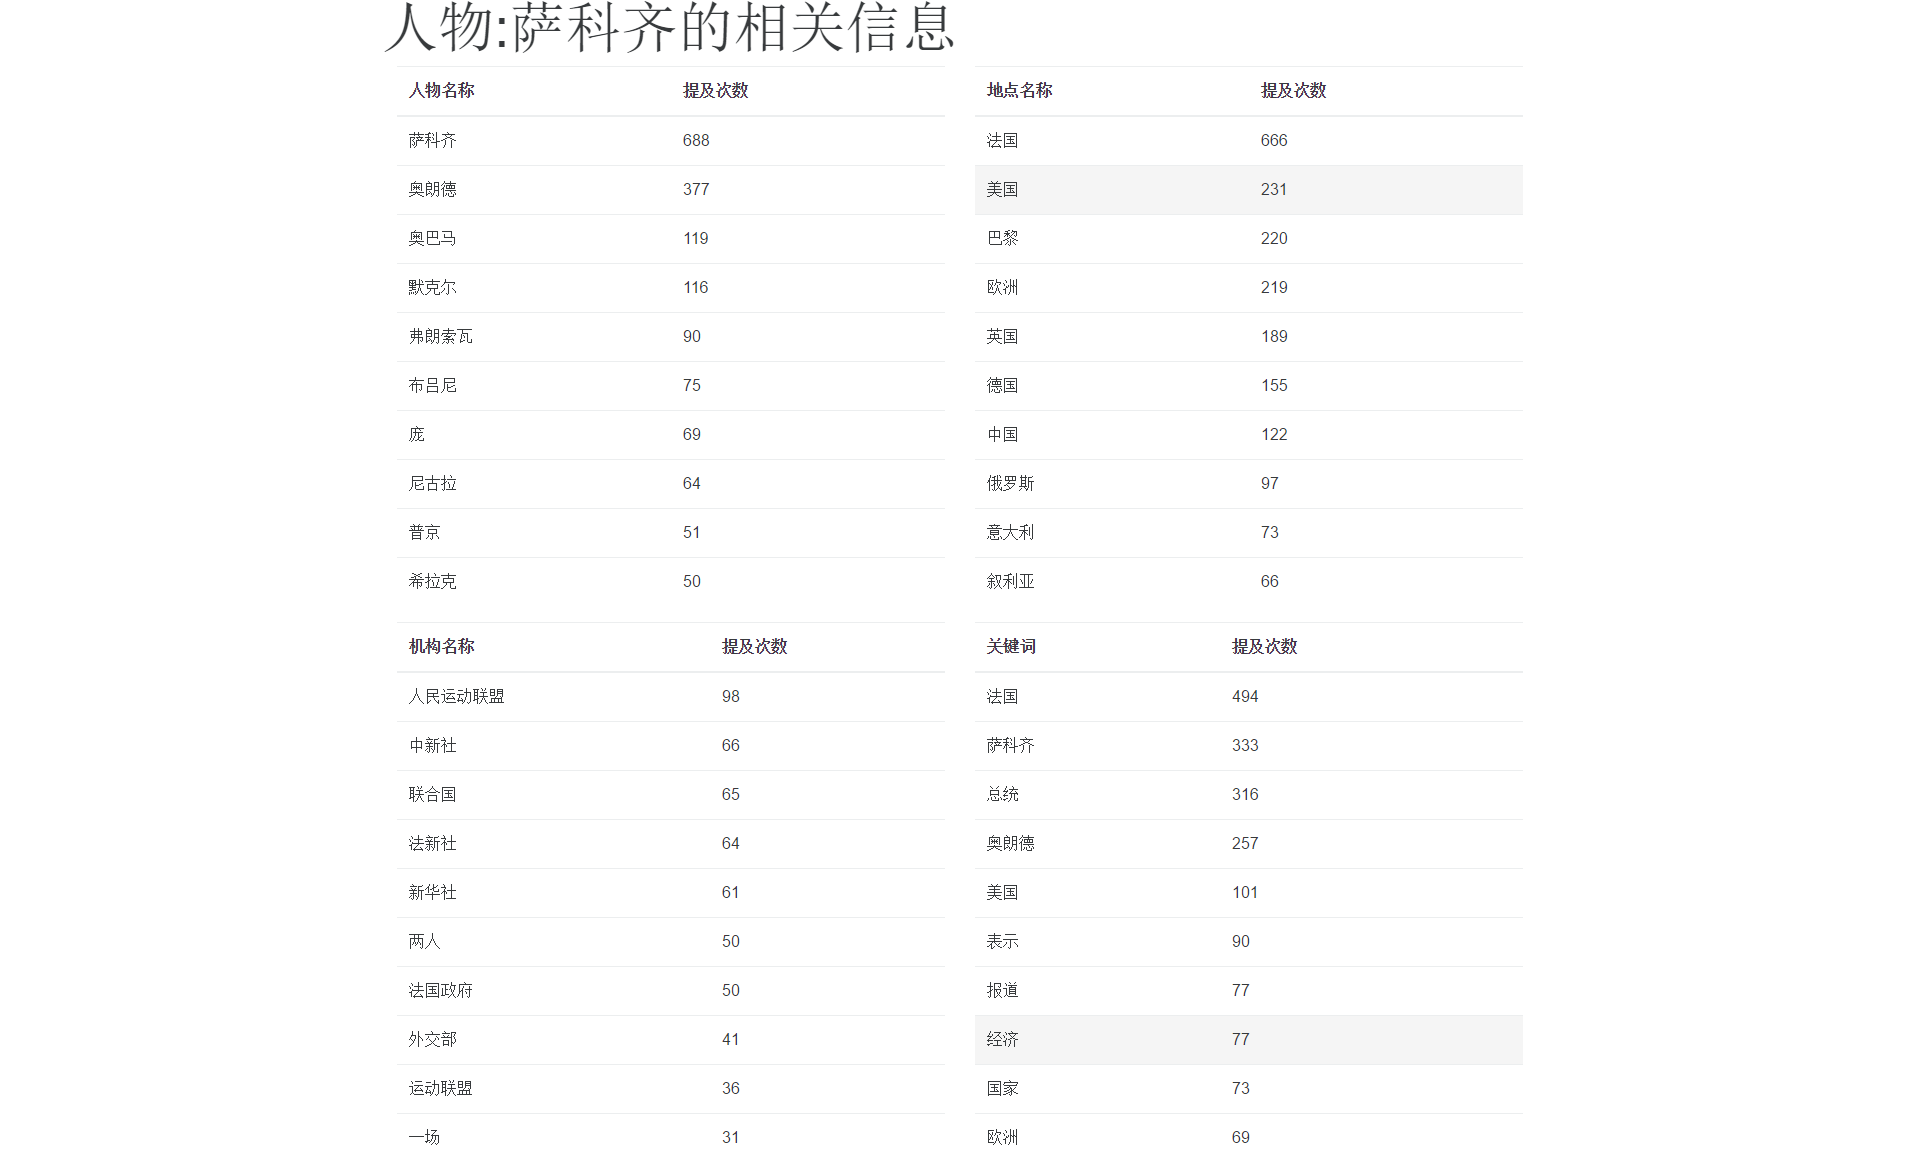 人物:萨科齐的相关信息
人物名称 提及次数
萨科齐 688
奥朗德 377
奥巴马 119
默克尔 116
弗朗索瓦 90
布吕尼 75
庞 69
尼古拉 64
普京 51
希拉克 50
地点名称 提及次数
法国 666
美国 231
巴黎 220
欧洲 219
英国 189
德国 155
中国 122
俄罗斯 97
意大利 73
叙利亚 66
机构名称 提及次数
人民运动联盟 98
中新社 66
联合国 65
法新社 64
新华社 61
两人 50
法国政府 50
外交部 41
运动联盟 36
一场 31
关键词 提及次数
法国 494
萨科齐 333
总统 316
奥朗德 257
美国 101
表示 90
报道 77
经济 77
国家 73
欧洲 69